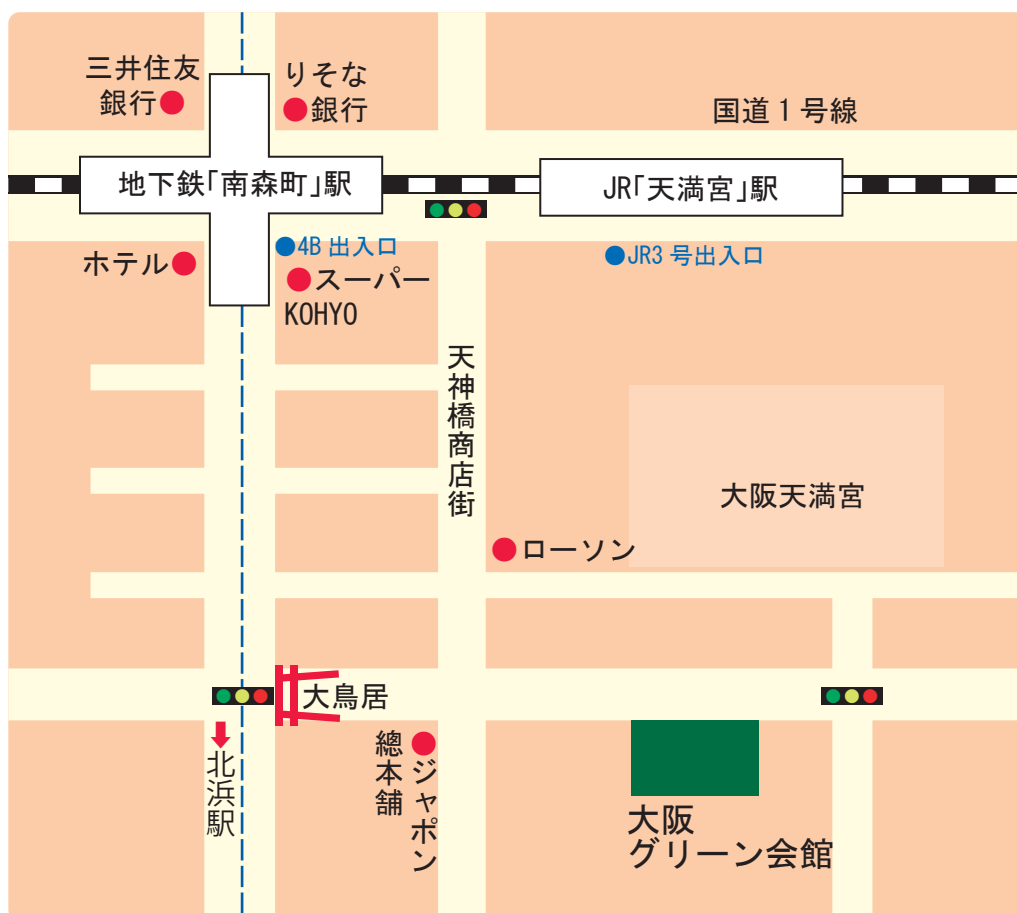 三井住友
銀行
りそな
銀行
国道1号線
地下鉄「南森町」駅
JR「天満宮」駅
4B 出入口
JR3 号出入口
ホテル
スーパー
KOHYO
天神橋商店街
大阪天満宮
ローソン
大鳥居
北浜駅
ジャポン
總本舗
大阪
グリーン会館